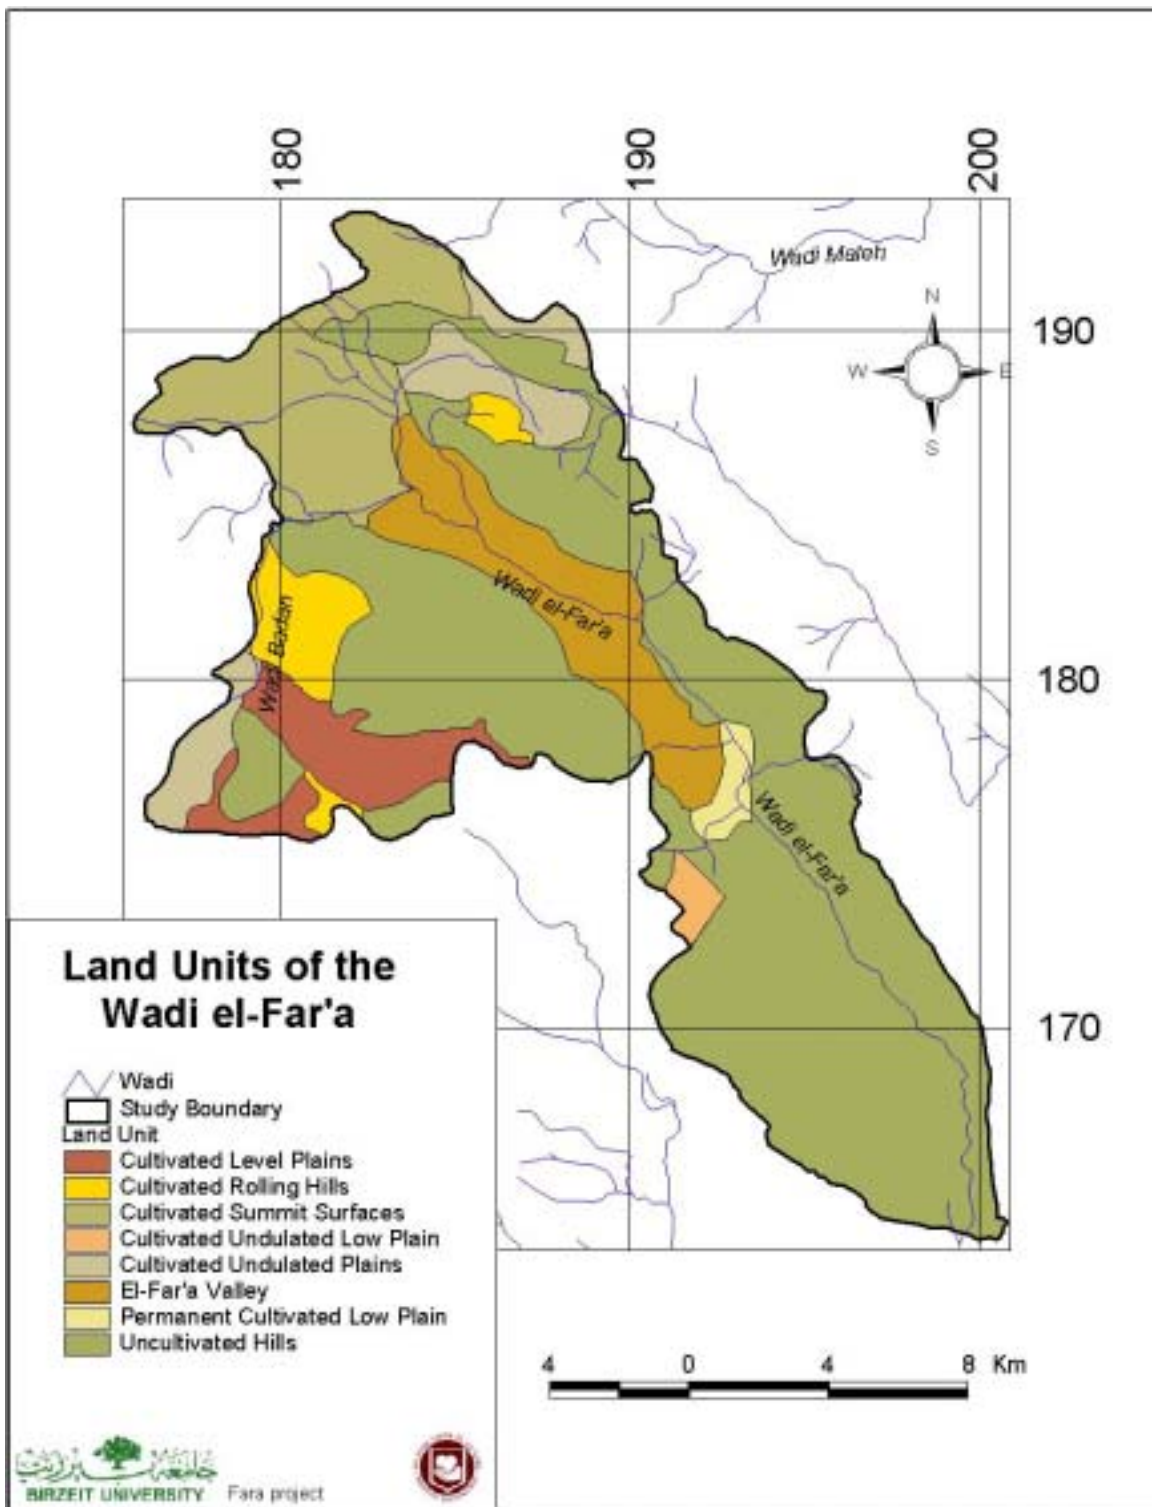 180
190
200
Wadi Maleh
N
190
W
E
S
Wadi el-Far'a
Wadi Badan
180
Wadi el-Far'a
170
Land Units of the
Wadi el-Far'a
Wadi
Study Boundary
Land Unit
Cultivated Level Plains
Cultivated Rolling Hills
Cultivated Summit Surfaces
Cultivated Undulated Low Plain
Cultivated Undulated Plains
El-Far'a Valley
Permanent Cultivated Low Plain
Uncultivated Hills
4 0 4 8 Km
جامعة بيرزيت
BIRZEIT UNIVERSITY
Fara project